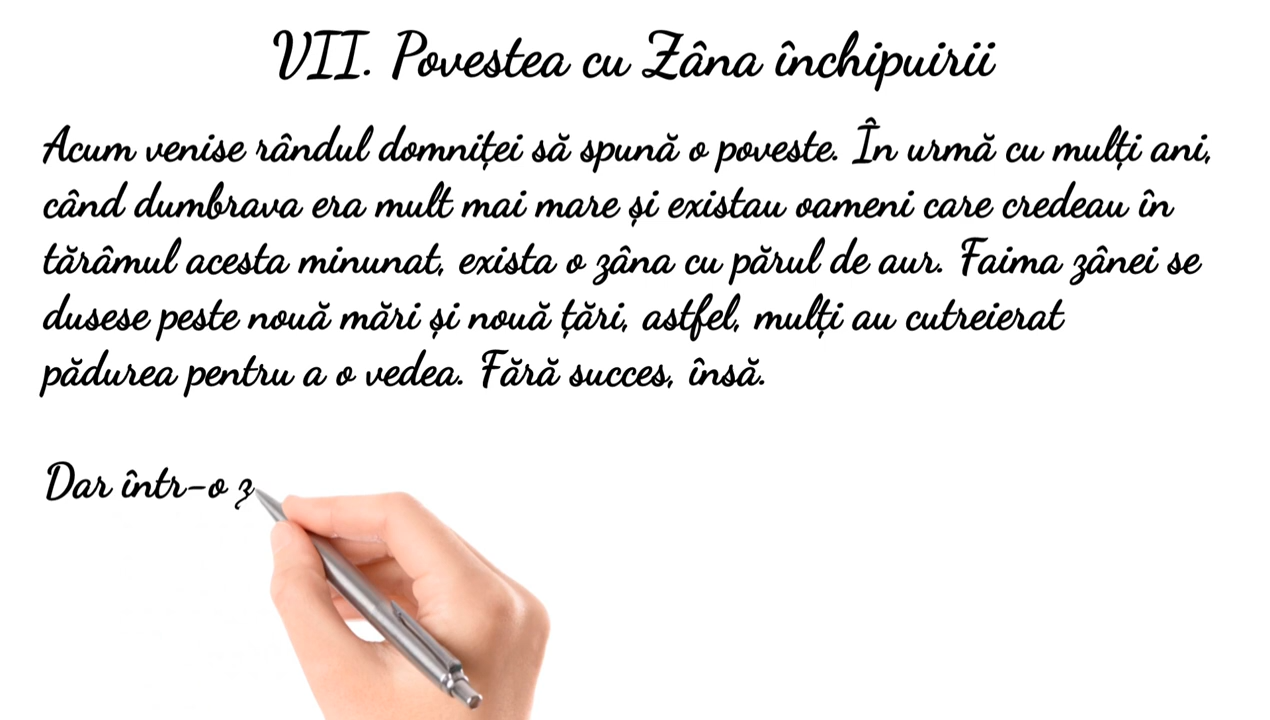 VII. Povestea cu Zâna închipuirii
Acum venise rândul domniței să spună o poveste. În urmă cu mulți ani,
când dumbrava era mult mai mare și existau oameni care credeau în
tărâmul acesta minunat, exista o zâna cu părul de aur. Faima zânei se
dusese peste nouă mări și nouă țări, astfel, mulți au cutreierat
pădurea pentru a o vedea. Fără succes, însă.
Dar într-o z